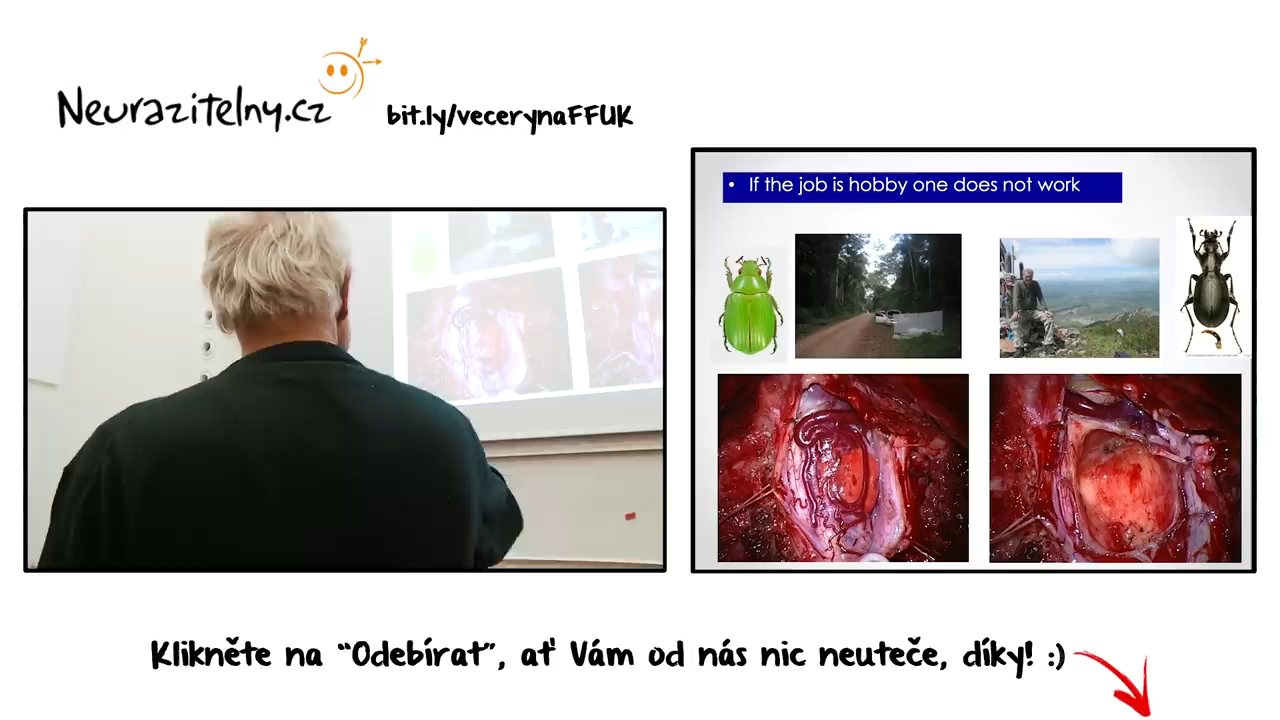 Neurazitelny.cz
bit.ly/vecerynaFFUK
• If the job is hobby one does not work
Klikněte na “Odebírat”, ať Vám od nás nic neuteče, díky! :)